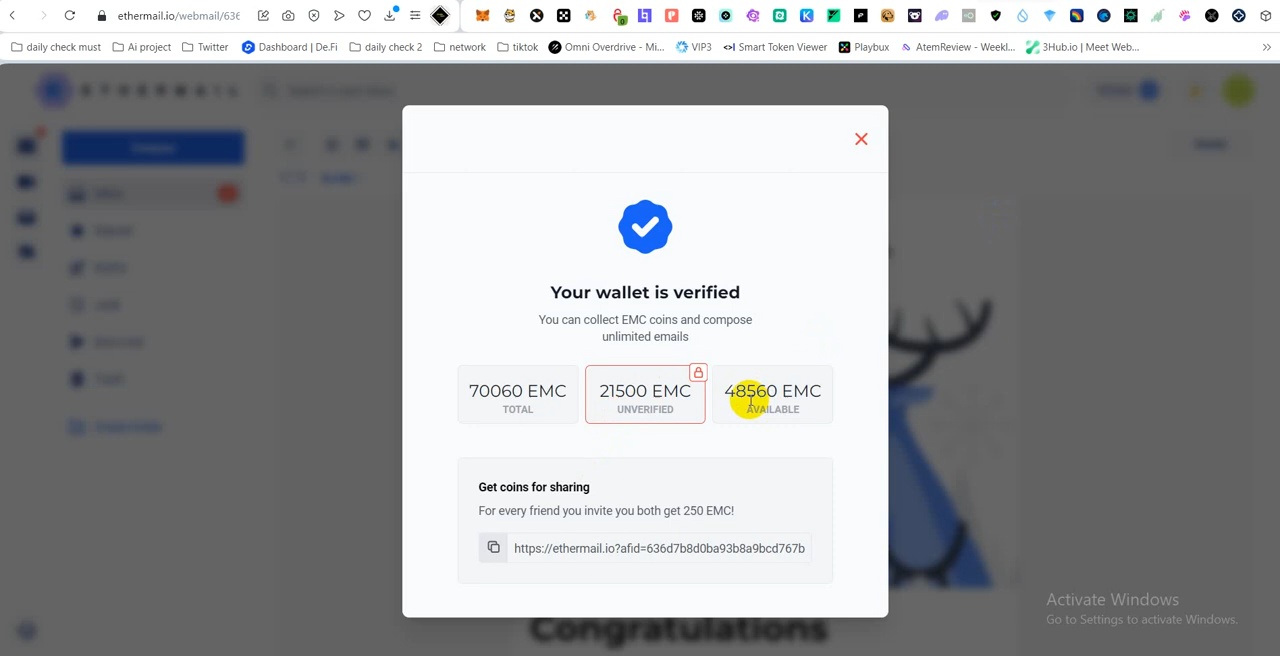 ethermail.io/webmail/636
0
daily check must
Ai project
Twitter
Dashboard | De.Fi
daily check 2
network
tiktok
Omni Overdrive - Mi...
VIP3
Smart Token Viewer
Playbux
AtemReview - Weekl...
3Hub.io | Meet Web...
ETHERMAIL
Your wallet is verified
You can collect EMC coins and compose
unlimited emails
70060 EMC
TOTAL
21500 EMC
UNVERIFIED
48560 EMC
AVAILABLE
Get coins for sharing
For every friend you invite you both get 250 EMC!
https://ethermail.io?afid=636d7b8d0ba93b8a9bcd767b
Activate Windows
Go to Settings to activate Windows.
Congratulations